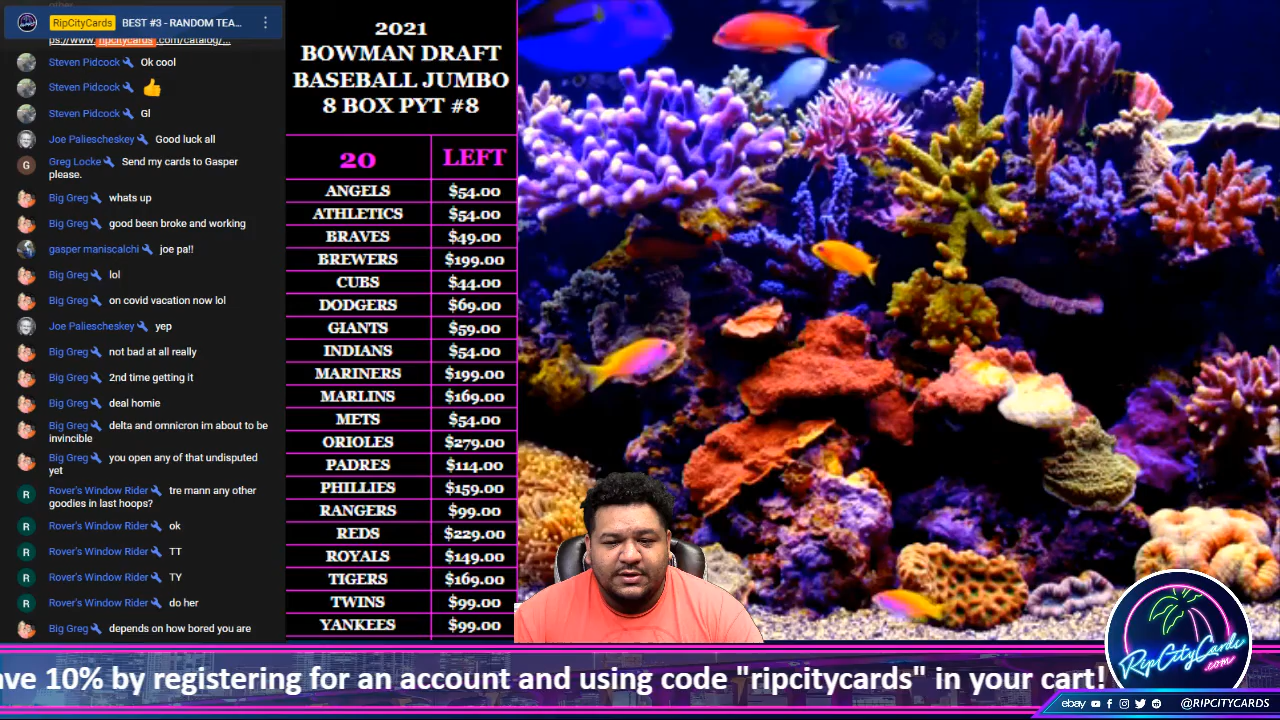 RipCityCards BEST #3 - RANDOM TEA...
ps://www.ripcitycards.com/catalog/...
Steven Pidcock Ok cool
Steven Pidcock 👍
Steven Pidcock Gl
Joe Paliescheskey Good luck all
G Greg Locke Send my cards to Gasper
please.
Big Greg whats up
Big Greg good been broke and working
gasper maniscalchi joe pa!!
Big Greg lol
Big Greg on covid vacation now lol
Joe Paliescheskey yep
Big Greg not bad at all really
Big Greg 2nd time getting it
Big Greg deal homie
Big Greg delta and omnicron im about to be
invincible
Big Greg you open any of that undisputed
yet
R Rover's Window Rider tre mann any other
goodies in last hoops?
R Rover's Window Rider ok
R Rover's Window Rider TT
R Rover's Window Rider TY
R Rover's Window Rider do her
Big Greg depends on how bored you are
2021
BOWMAN DRAFT
BASEBALL JUMBO
8 BOX PYT #8
20 LEFT
ANGELS $54.00
ATHLETICS $54.00
BRAVES $49.00
BREWERS $199.00
CUBS $44.00
DODGERS $69.00
GIANTS $59.00
INDIANS $54.00
MARINERS $199.00
MARLINS $169.00
METS $54.00
ORIOLES $279.00
PADRES $114.00
PHILLIES $159.00
RANGERS $99.00
REDS $229.00
ROYALS $149.00
TIGERS $169.00
TWINS $99.00
YANKEES $99.00
ave 10% by registering for an account and using code "ripcitycards" in your cart!
RipCityCards
.com
ebay @RIPCITYCARDS